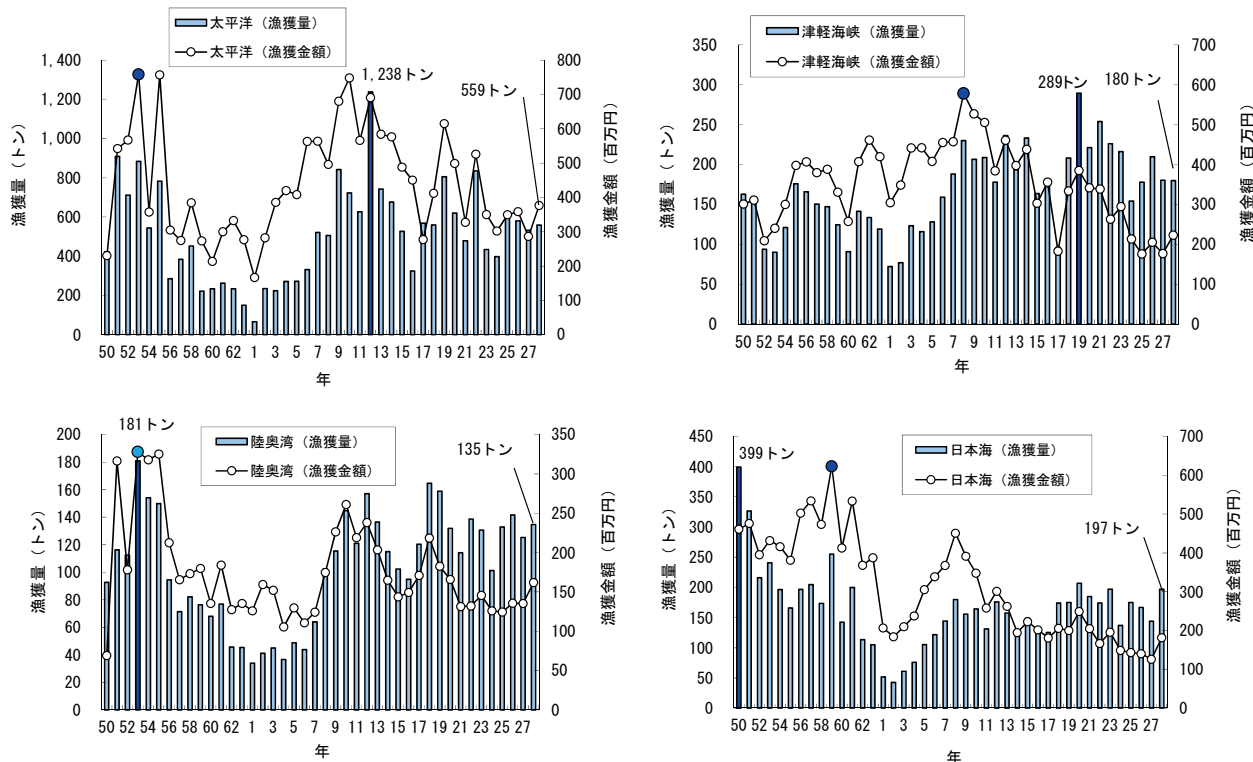 太平洋（漁獲量）
太平洋（漁獲金額）
1,238トン
559トン
漁獲量（トン）
1,400
1,200
1,000
800
600
400
200
0
漁獲金額（百万円）
800
700
600
500
400
300
200
100
0
50 52 54 56 58 60 62 1 3 5 7 9 11 13 15 17 19 21 23 25 27
年
津軽海峡（漁獲量）
津軽海峡（漁獲金額）
289トン
180トン
漁獲量（トン）
350
300
250
200
150
100
50
0
漁獲金額（百万円）
700
600
500
400
300
200
100
0
50 52 54 56 58 60 62 1 3 5 7 9 11 13 15 17 19 21 23 25 27
年
181トン
陸奥湾（漁獲量）
陸奥湾（漁獲金額）
135トン
漁獲量（トン）
200
180
160
140
120
100
80
60
40
20
0
漁獲金額（百万円）
350
300
250
200
150
100
50
0
50 52 54 56 58 60 62 1 3 5 7 9 11 13 15 17 19 21 23 25 27
年
399トン
日本海（漁獲量）
日本海（漁獲金額）
197トン
漁獲量（トン）
450
400
350
300
250
200
150
100
50
0
漁獲金額（百万円）
700
600
500
400
300
200
100
0
50 52 54 56 58 60 62 1 3 5 7 9 11 13 15 17 19 21 23 25 27
年